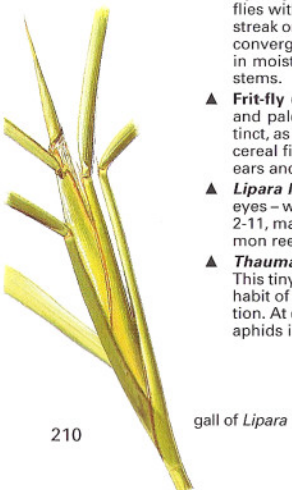 flies with
streak o
converg
in moist
stems.
▲ Frit-fly
and pale
tinct, as
cereal fi
ears and
▲ Lipara l
eyes – w
2-11, ma
mon ree
▲ Thauma
This tiny
habit of
tion. At
aphids i
gall of Lipara
210